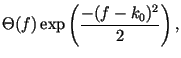 Θ(f) exp(−(f − k₀)²/2),